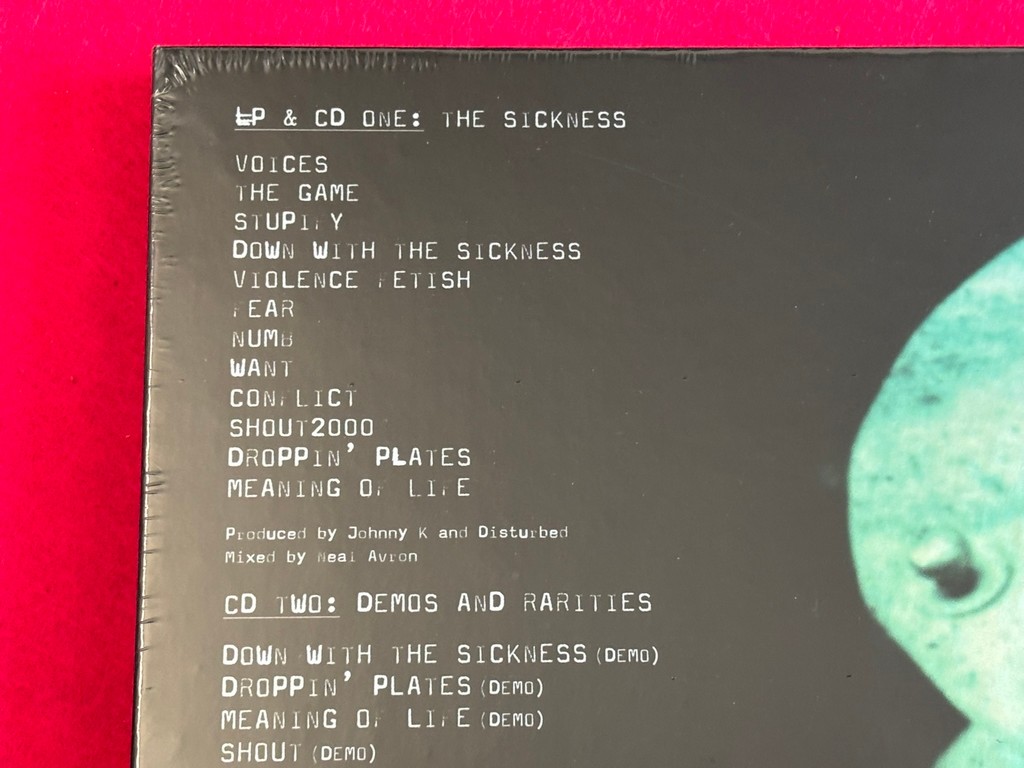 LP & CD ONE: THE SICKNESS
VOICES
THE GAME
STUPIFY
DOWN WITH THE SICKNESS
VIOLENCE FETISH
FEAR
NUMB
WANT
CONFLICT
SHOUT2000
DROPPIN' PLATES
MEANING OF LIFE
Produced by Johnny K and Disturbed
Mixed by Neal Avron
CD TWO: DEMOS AND RARITIES
DOWN WITH THE SICKNESS (DEMO)
DROPPIN' PLATES (DEMO)
MEANING OF LIFE (DEMO)
SHOUT (DEMO)